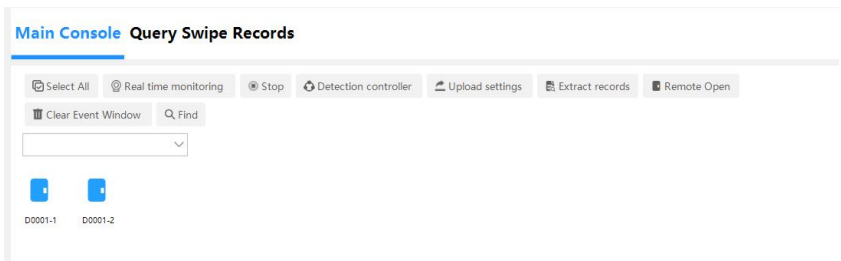 Main Console Query Swipe Records
Select All Real time monitoring Stop Detection controller Upload settings Extract records Remote Open
Clear Event Window Find
D0001-1 D0001-2